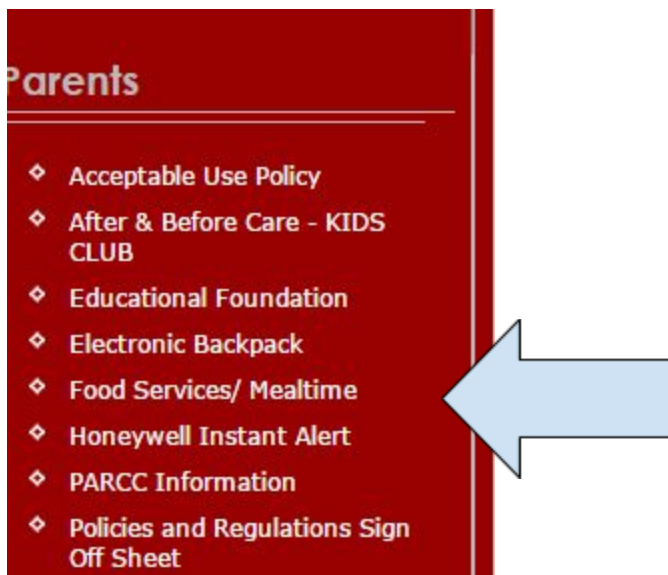 Parents
Acceptable Use Policy
After & Before Care - KIDS
CLUB
Educational Foundation
Electronic Backpack
Food Services/ Mealtime
Honeywell Instant Alert
PARCC Information
Policies and Regulations Sign
Off Sheet